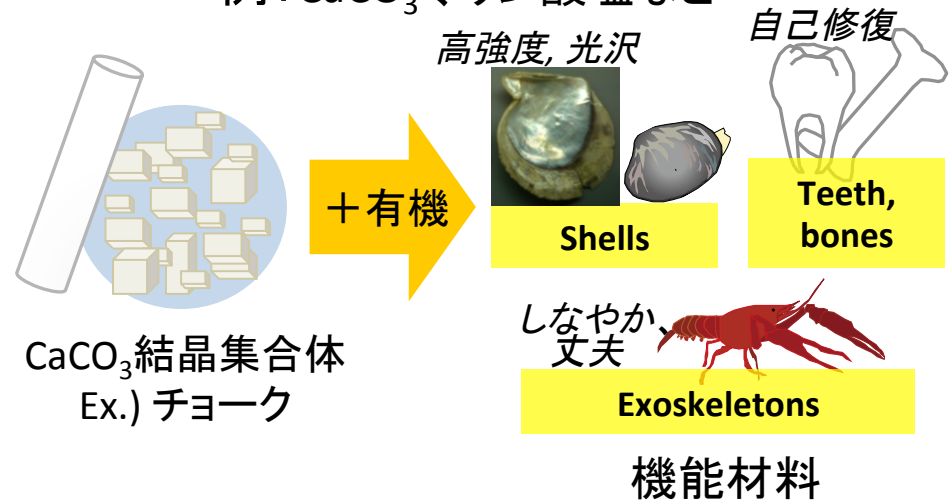 高強度, 光沢
自己修復
＋有機
Shells
Teeth,
bones
CaCO₃結晶集合体
Ex.) チョーク
しなやか、
丈夫
Exoskeletons
機能材料